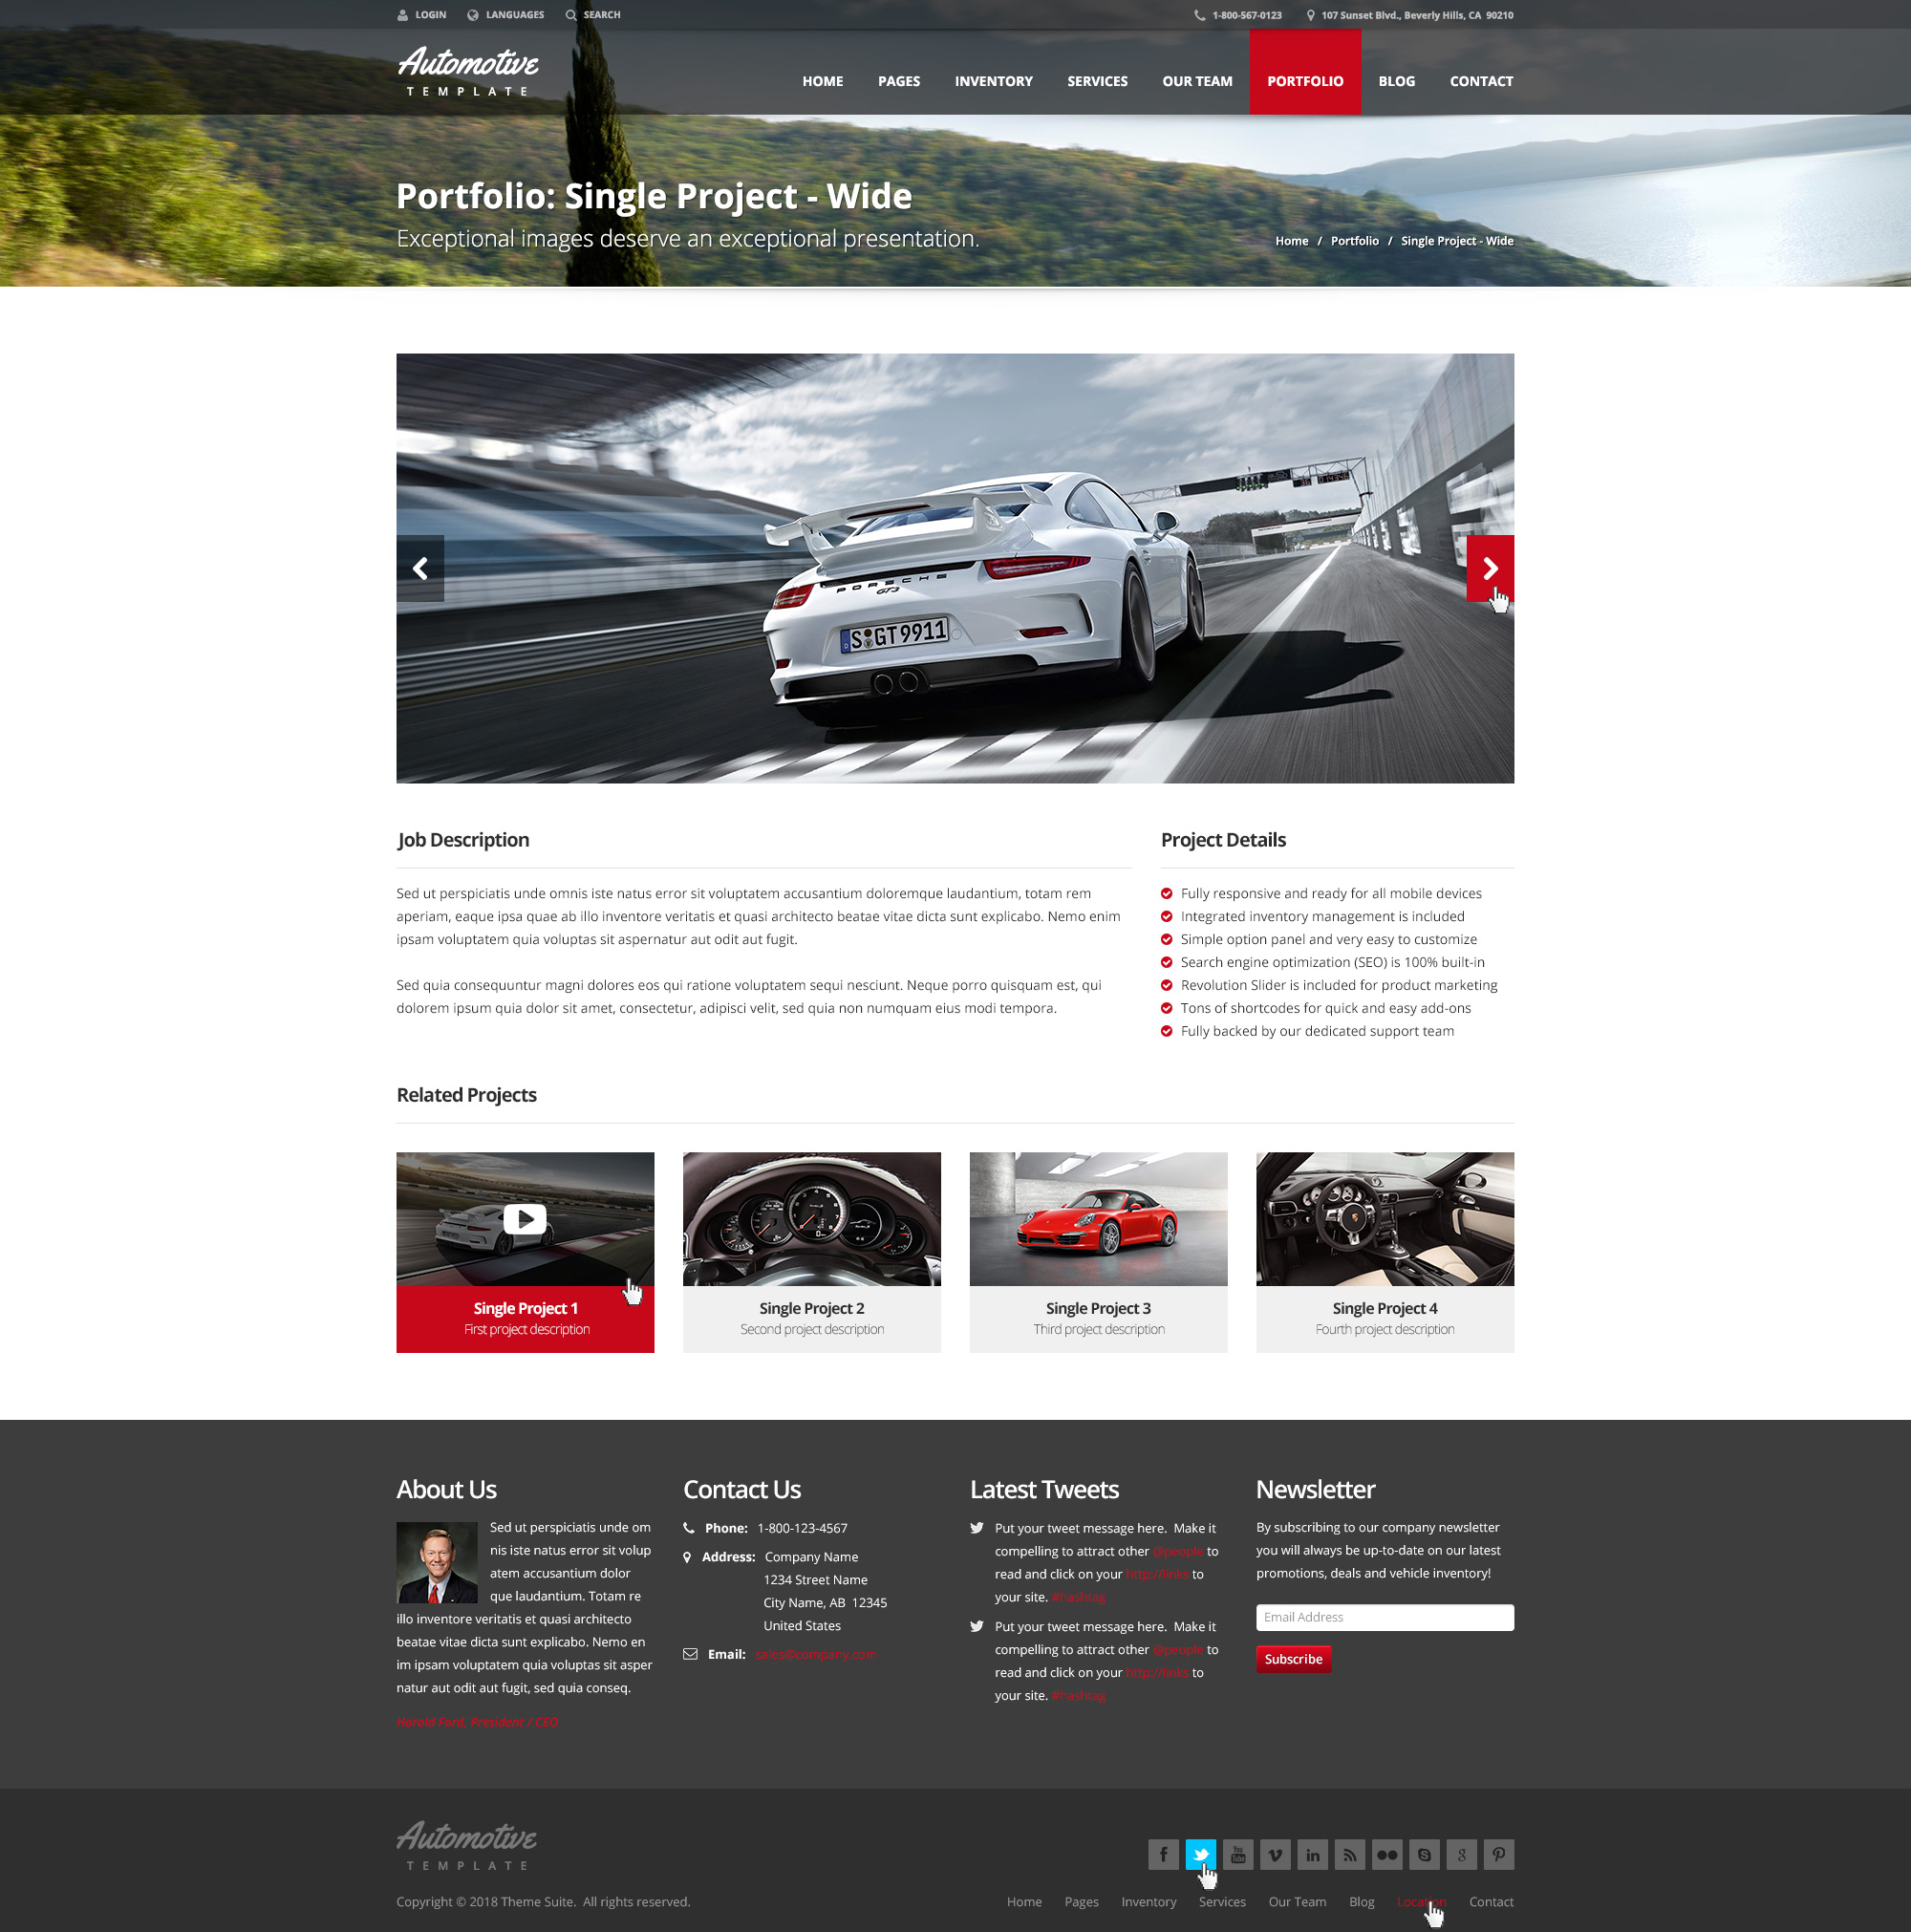 LOGIN LANGUAGES SEARCH 1-800-567-0123 107 Sunset Blvd., Beverly Hills, CA 90210
Automotive
TEMPLATE
HOME PAGES INVENTORY SERVICES OUR TEAM PORTFOLIO BLOG CONTACT
Portfolio: Single Project - Wide
Exceptional images deserve an exceptional presentation.
Home / Portfolio / Single Project - Wide
PORSCHE
GT3
S GT 9911
Job Description
Sed ut perspiciatis unde omnis iste natus error sit voluptatem accusantium doloremque laudantium, totam rem
aperiam, eaque ipsa quae ab illo inventore veritatis et quasi architecto beatae vitae dicta sunt explicabo. Nemo enim
ipsam voluptatem quia voluptas sit aspernatur aut odit aut fugit.
Sed quia consequuntur magni dolores eos qui ratione voluptatem sequi nesciunt. Neque porro quisquam est, qui
dolorem ipsum quia dolor sit amet, consectetur, adipisci velit, sed quia non numquam eius modi tempora.
Project Details
Fully responsive and ready for all mobile devices
Integrated inventory management is included
Simple option panel and very easy to customize
Search engine optimization (SEO) is 100% built-in
Revolution Slider is included for product marketing
Tons of shortcodes for quick and easy add-ons
Fully backed by our dedicated support team
Related Projects
Single Project 1
First project description
Single Project 2
Second project description
Single Project 3
Third project description
Single Project 4
Fourth project description
About Us
Sed ut perspiciatis unde om
nis iste natus error sit volup
atem accusantium dolor
que laudantium. Totam re
illo inventore veritatis et quasi architecto
beatae vitae dicta sunt explicabo. Nemo en
im ipsam voluptatem quia voluptas sit asper
natur aut odit aut fugit, sed quia conseq.
Harold Ford, President / CEO
Contact Us
Phone: 1-800-123-4567
Address: Company Name
1234 Street Name
City Name, AB 12345
United States
Email: sales@company.com
Latest Tweets
Put your tweet message here. Make it
compelling to attract other @people to
read and click on your http://links to
your site. #hashtag
Put your tweet message here. Make it
compelling to attract other @people to
read and click on your http://links to
your site. #hashtag
Newsletter
By subscribing to our company newsletter
you will always be up-to-date on our latest
promotions, deals and vehicle inventory!
Email Address
Subscribe
Automotive
TEMPLATE
You Tube in
Copyright © 2018 Theme Suite. All rights reserved.
Home Pages Inventory Services Our Team Blog Location Contact